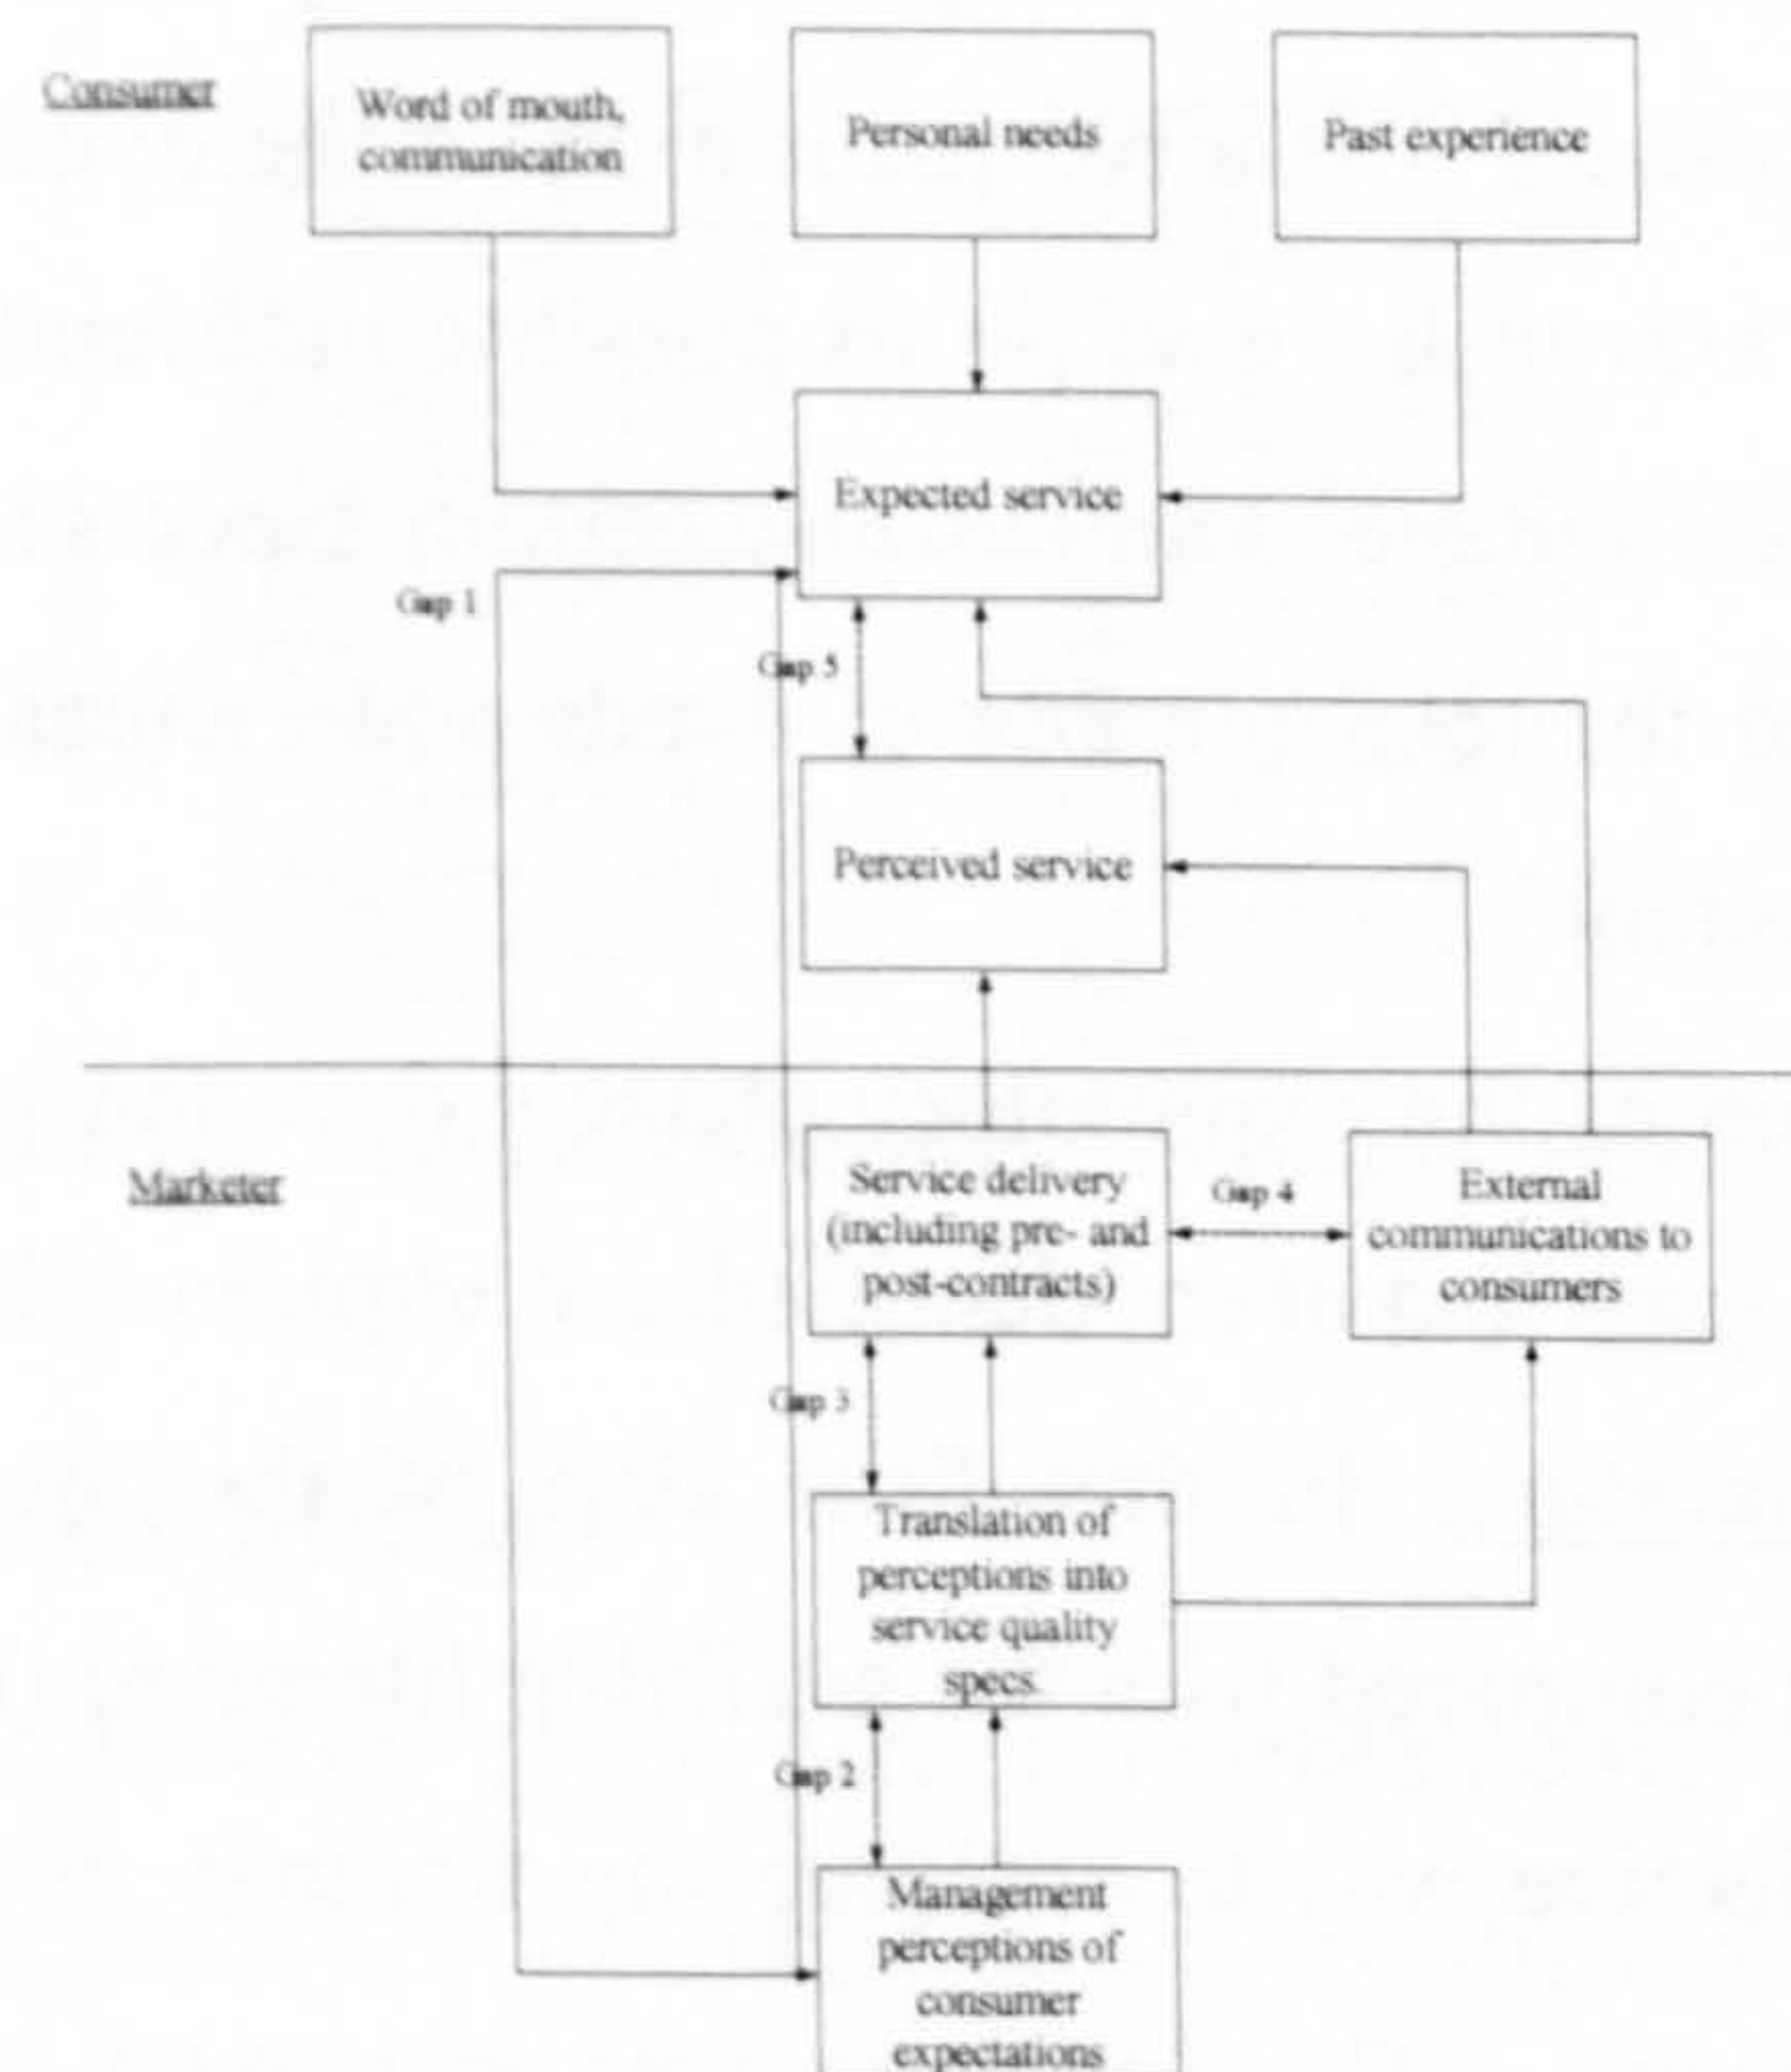 Consumer
Word of mouth,
communication
Personal needs
Past experience
Expected service
Gap 1
Gap 5
Perceived service
Marketer
Service delivery
(including pre- and
post-contracts)
Gap 4
External
communications to
consumers
Gap 3
Translation of
perceptions into
service quality
specs.
Gap 2
Management
perceptions of
consumer
expectations